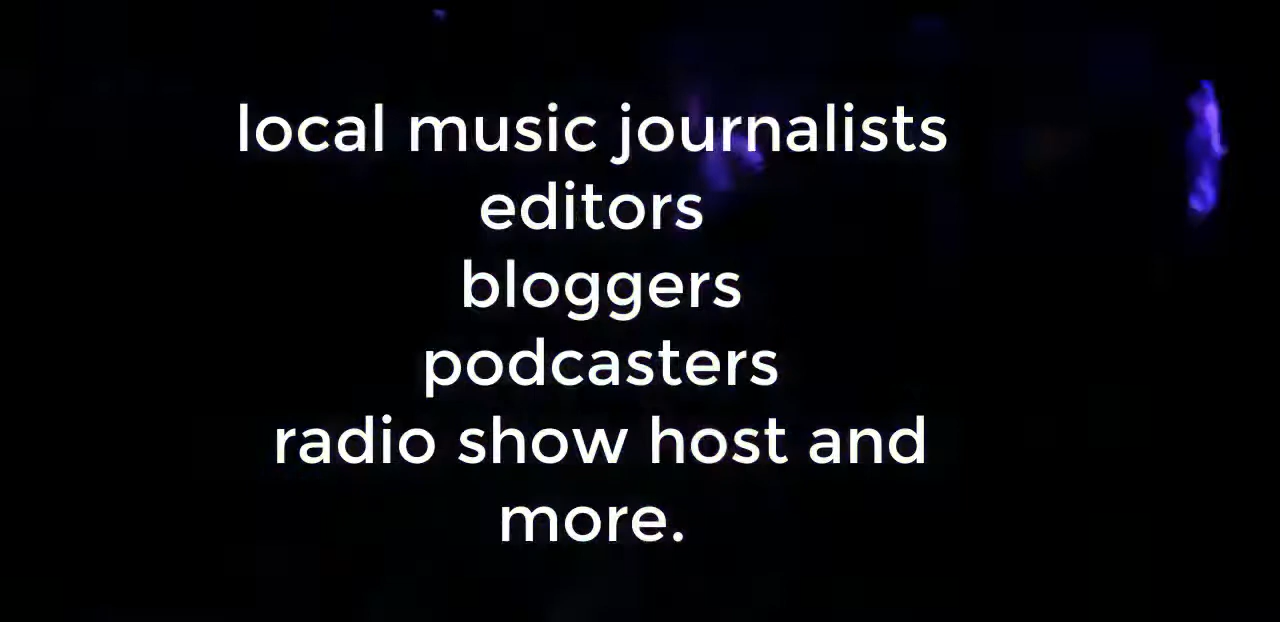 local music journalists
editors
bloggers
podcasters
radio show host and
more.